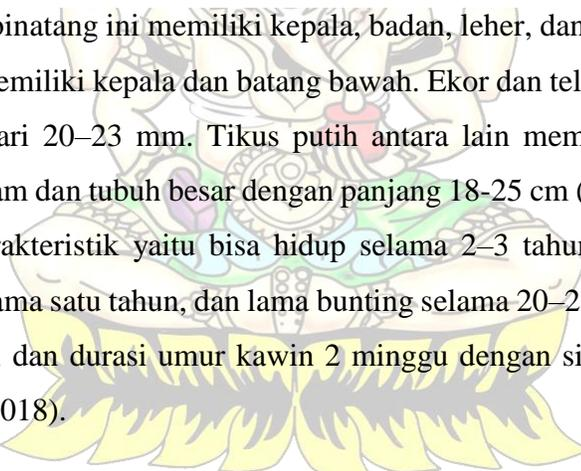 binatang ini memiliki kepala, badan, leher, dan
emiliki kepala dan batang bawah. Ekor dan tel
ari 20–23 mm. Tikus putih antara lain mem
am dan tubuh besar dengan panjang 18-25 cm (
rakteristik yaitu bisa hidup selama 2–3 tahun
ama satu tahun, dan lama bunting selama 20–2
dan durasi umur kawin 2 minggu dengan si
018).